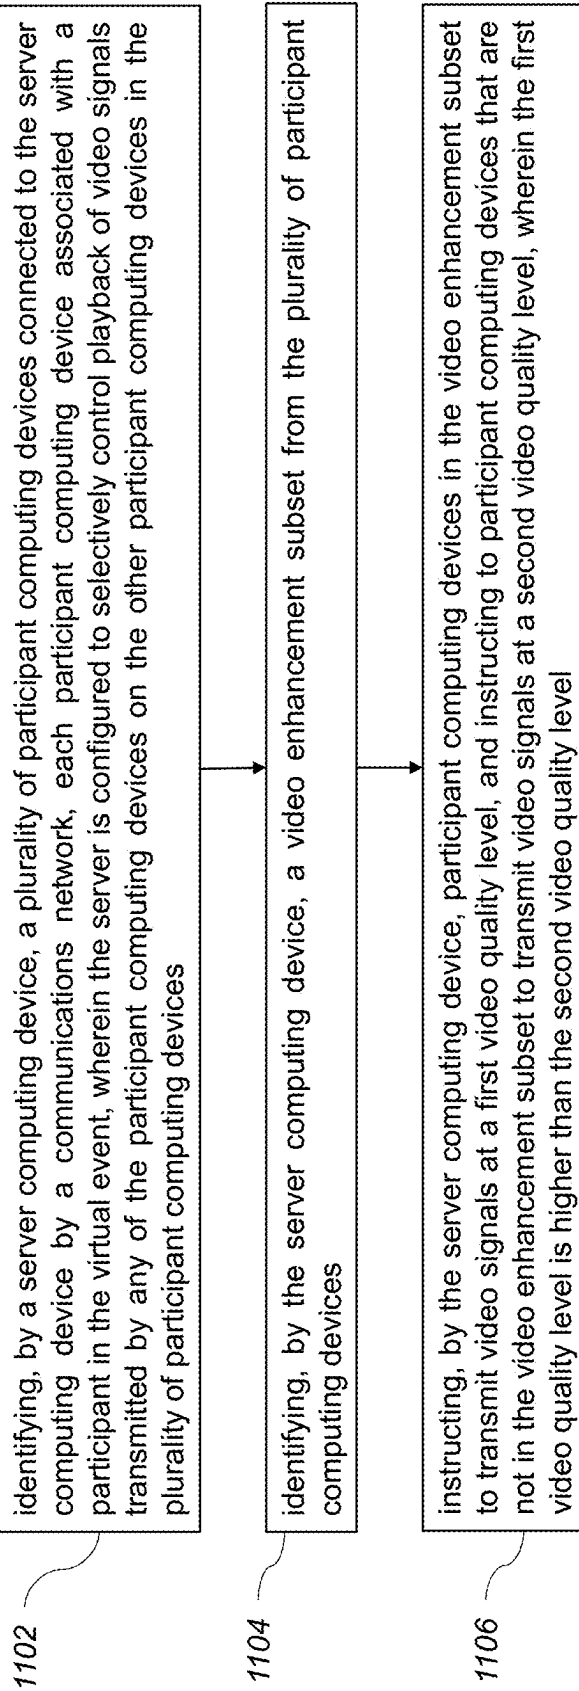 1102
identifying, by a server computing device, a plurality of participant computing devices connected to the server
computing device by a communications network, each participant computing device associated with a
participant in the virtual event, wherein the server is configured to selectively control playback of video signals
transmitted by any of the participant computing devices on the other participant computing devices in the
plurality of participant computing devices
1104
identifying, by the server computing device, a video enhancement subset from the plurality of participant
computing devices
1106
instructing, by the server computing device, participant computing devices in the video enhancement subset
to transmit video signals at a first video quality level, and instructing to participant computing devices that are
not in the video enhancement subset to transmit video signals at a second video quality level, wherein the first
video quality level is higher than the second video quality level